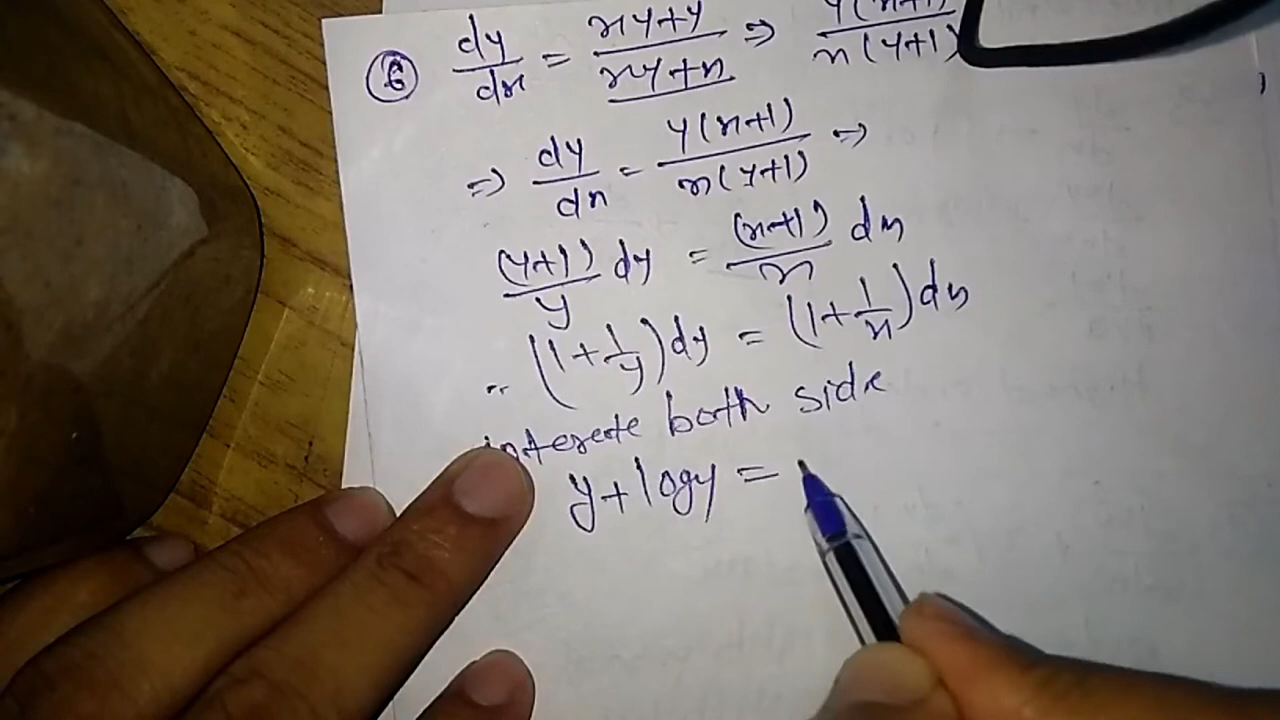 ⑥ dy/dx = xy+y / xy+x ⇒ y(x+1) / x(y+1)
⇒ dy/dx = y(x+1) / x(y+1) ⇒
(y+1)/y dy = (x+1)/x dx
(1+1/y)dy = (1+1/x)dx
interate both side
y+logy =